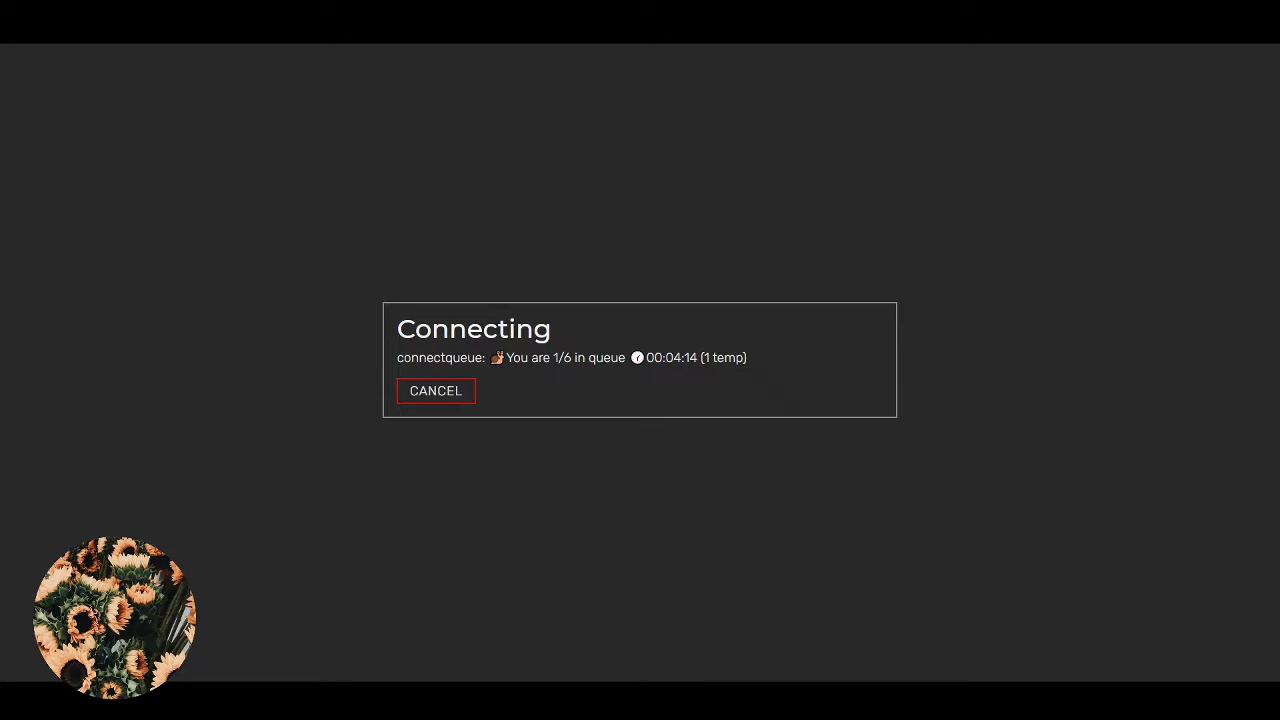 Connecting
connectqueue: 🐌You are 1/6 in queue 🕜00:04:14 (1 temp)
CANCEL